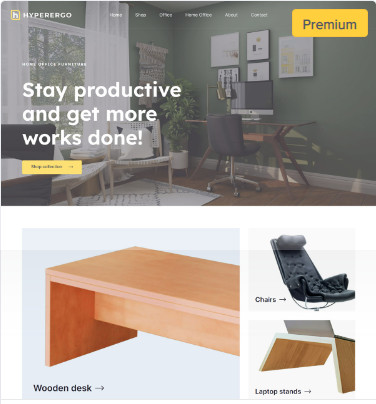 HYPERERGO
Home Shop Office Home Office About Contact
Premium
HOME OFFICE FURNITURE
Stay productive
and get more
works done!
Shop collection →
Chairs →
Wooden desk →
Laptop stands →